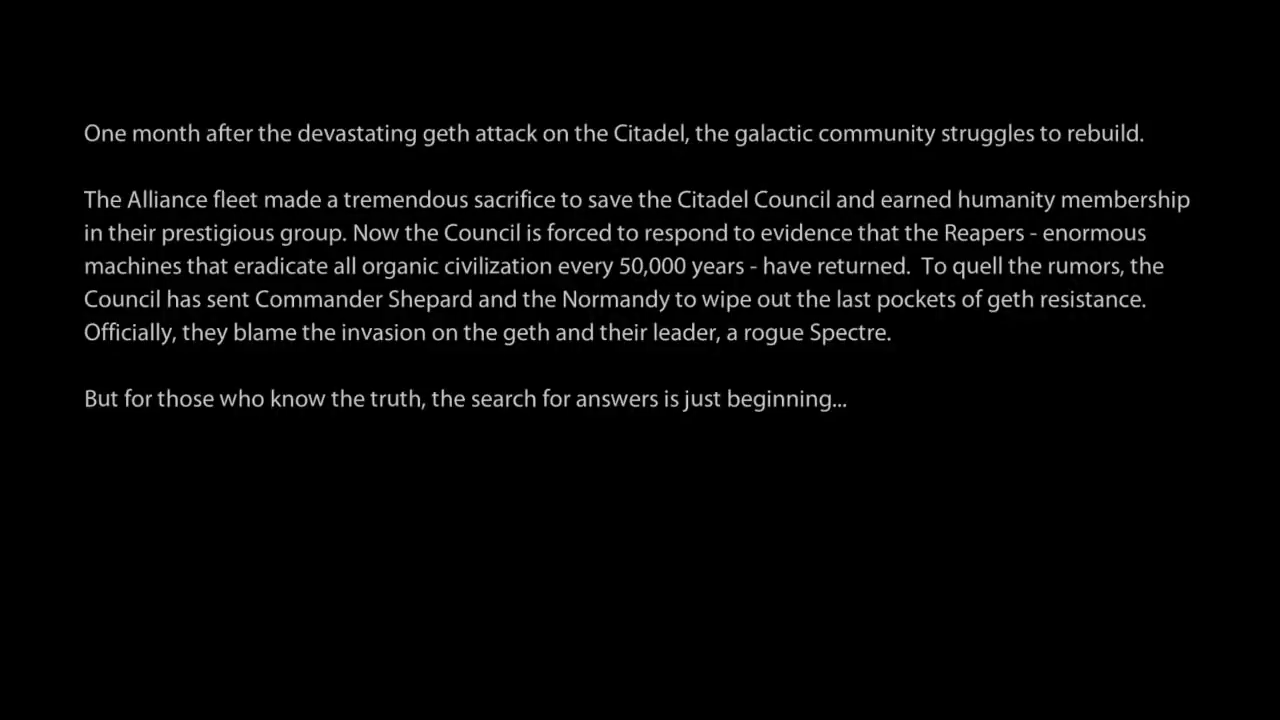 One month after the devastating geth attack on the Citadel, the galactic community struggles to rebuild.
The Alliance fleet made a tremendous sacrifice to save the Citadel Council and earned humanity membership
in their prestigious group. Now the Council is forced to respond to evidence that the Reapers - enormous
machines that eradicate all organic civilization every 50,000 years - have returned.  To quell the rumors, the
Council has sent Commander Shepard and the Normandy to wipe out the last pockets of geth resistance.
Officially, they blame the invasion on the geth and their leader, a rogue Spectre.
But for those who know the truth, the search for answers is just beginning...